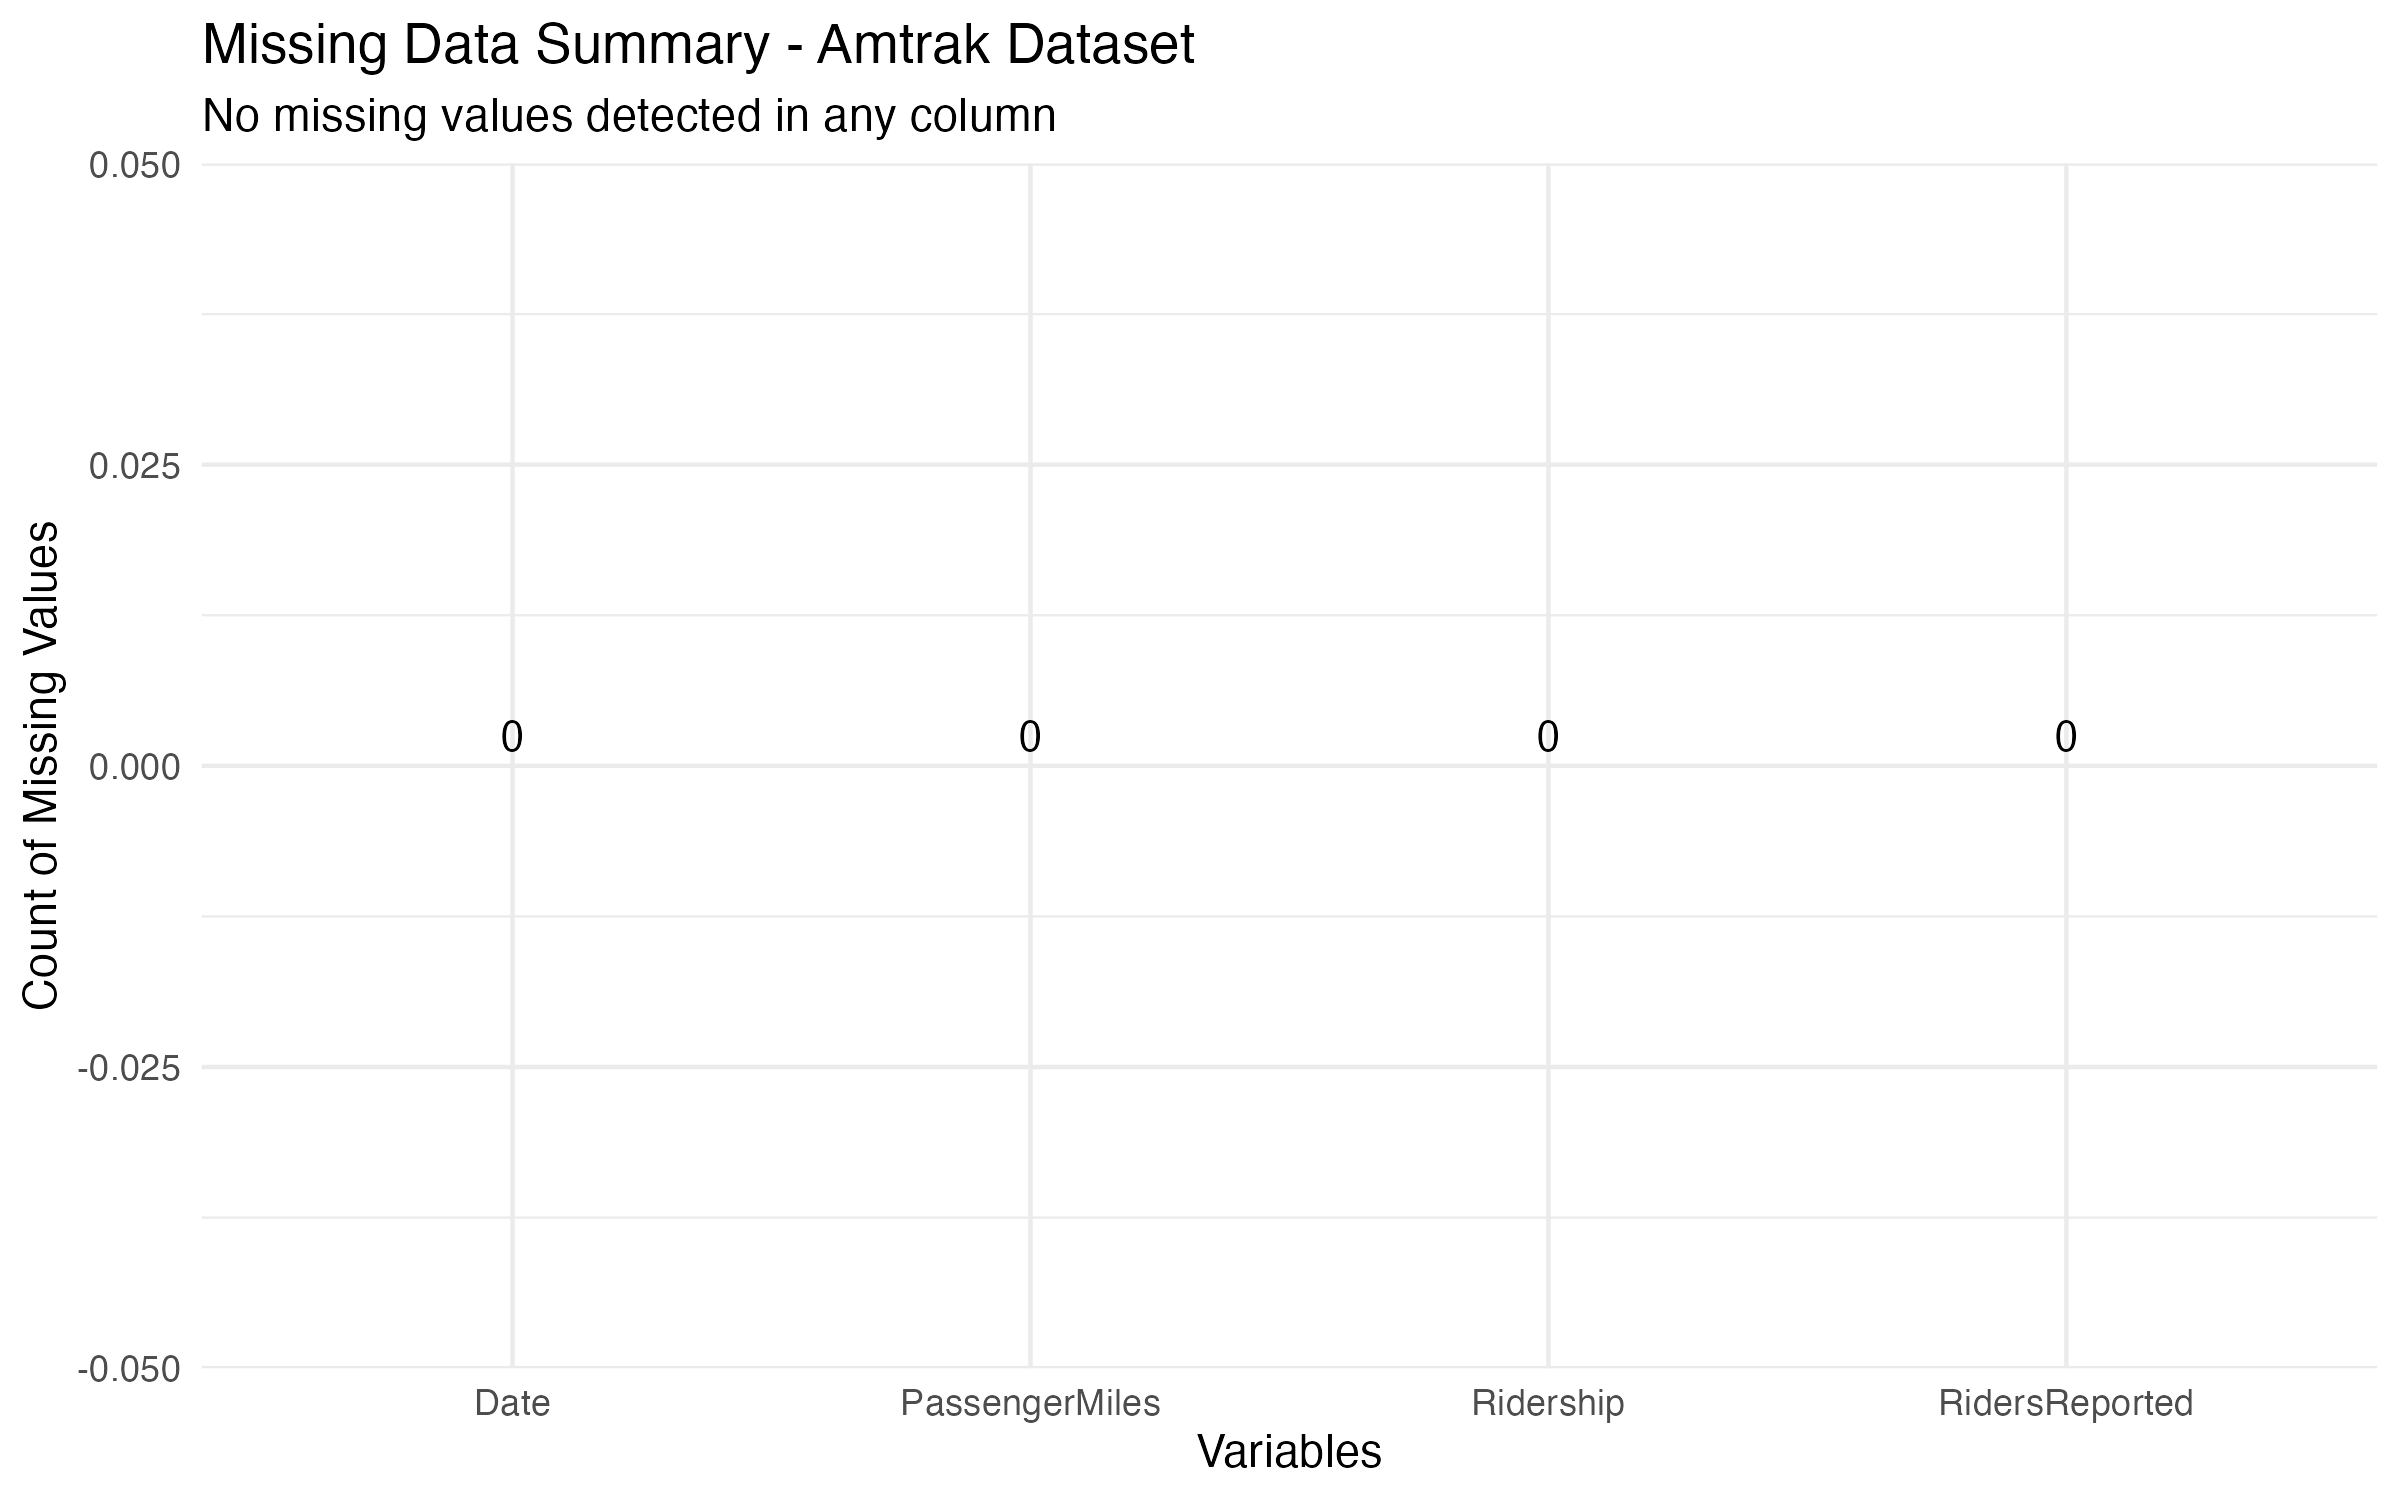 Missing Data Summary - Amtrak Dataset
No missing values detected in any column
0.050
0.025
0.000
-0.025
-0.050
Count of Missing Values
0 0 0 0
Date PassengerMiles Ridership RidersReported
Variables